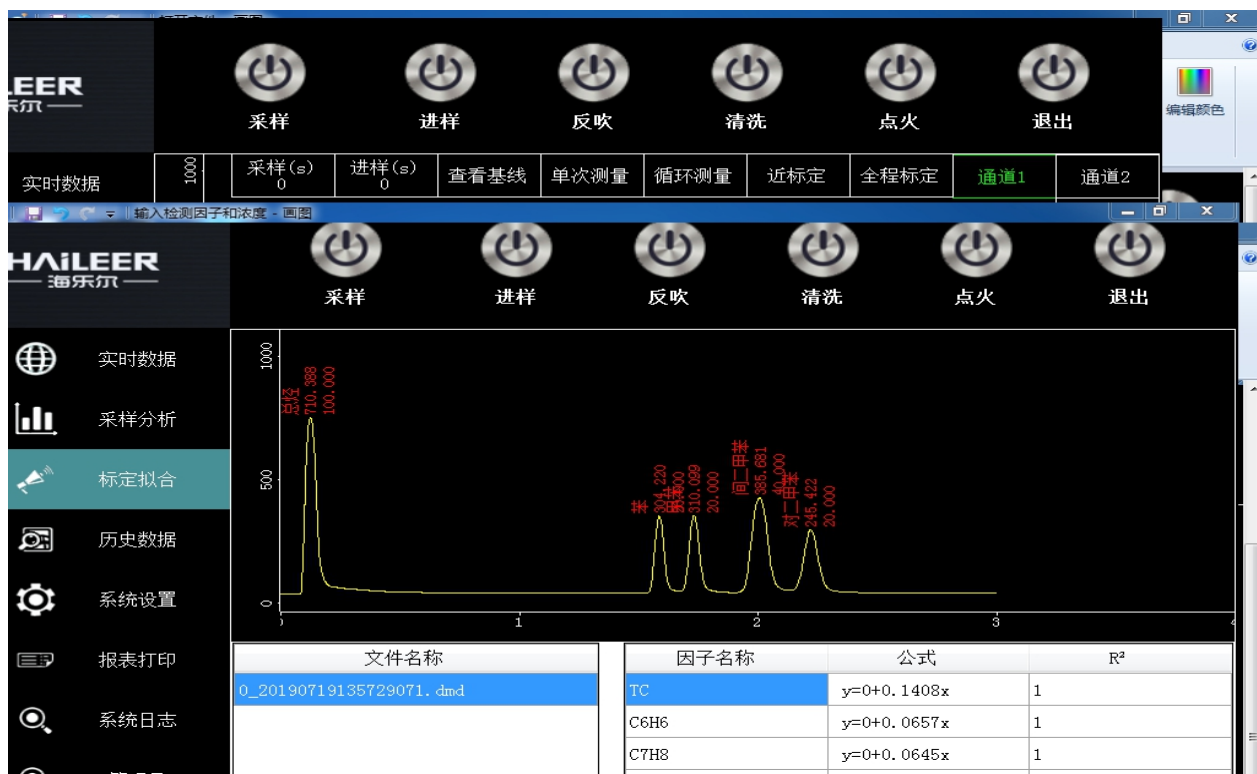 LEER
采样
进样
反吹
清洗
点火
退出
编辑颜色
实时数据
1000
采样(s)
0
进样(s)
0
查看基线
单次测量
循环测量
近标定
全程标定
通道1
通道2
输入检测因子和浓度 - 画图
HAiLEER
海乐尔
采样
进样
反吹
清洗
点火
退出
实时数据
采样分析
标定拟合
历史数据
系统设置
报表打印
系统日志
1000
500
0
总烃
710.388
100.000
苯
304.220
310.099
20.000
间二甲苯
385.681
40.000
对二甲苯
245.422
20.000
1
2
3
文件名称
0_20190719135729071.dmd
因子名称
公式
R²
TC
y=0+0.1408x
1
C6H6
y=0+0.0657x
1
C7H8
y=0+0.0645x
1